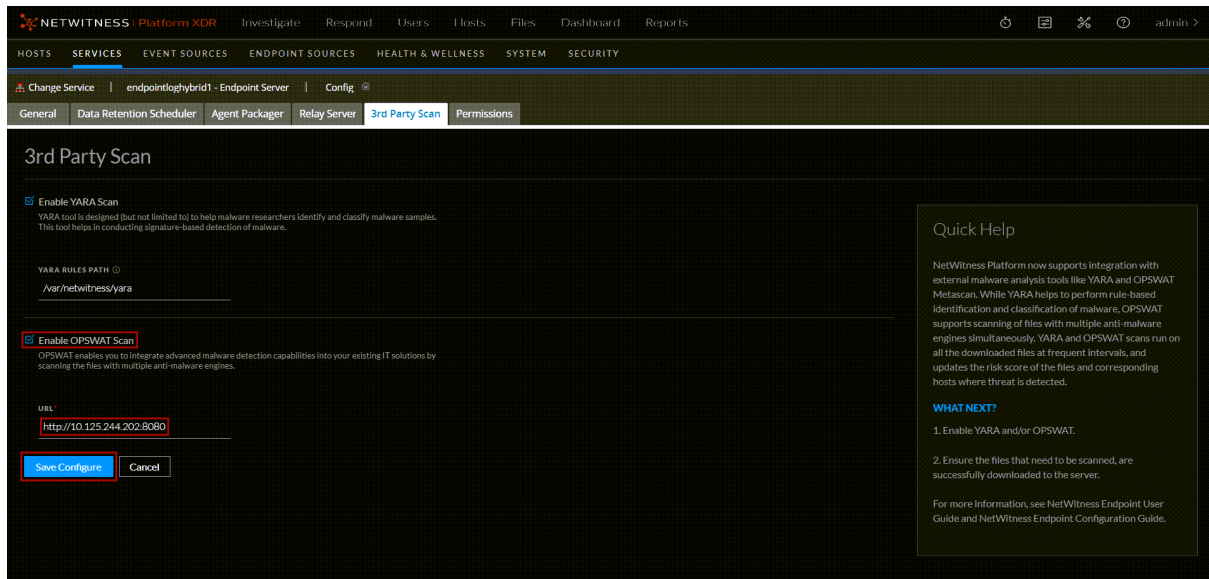 NETWITNESS Platform XDR Investigate Respond Users Hosts Files Dashboard Reports admin >
HOSTS SERVICES EVENT SOURCES ENDPOINT SOURCES HEALTH & WELLNESS SYSTEM SECURITY
Change Service | endpointloghybrid1 - Endpoint Server | Config
General Data Retention Scheduler Agent Packager Relay Server 3rd Party Scan Permissions
3rd Party Scan
Enable YARA Scan
YARA tool is designed (but not limited to) to help malware researchers identify and classify malware samples.
This tool helps in conducting signature-based detection of malware.
YARA RULES PATH
/var/netwitness/yara
Enable OPSWAT Scan
OPSWAT enables you to integrate advanced malware detection capabilities into your existing IT solutions by
scanning the files with multiple anti-malware engines.
URL*
http://10.125.244.202:8080
Save Configure Cancel
Quick Help
NetWitness Platform now supports integration with
external malware analysis tools like YARA and OPSWAT
Metascan. While YARA helps to perform rule-based
identification and classification of malware, OPSWAT
supports scanning of files with multiple anti-malware
engines simultaneously. YARA and OPSWAT scans run on
all the downloaded files at frequent intervals, and
updates the risk score of the files and corresponding
hosts where threat is detected.
WHAT NEXT?
1. Enable YARA and/or OPSWAT.
2. Ensure the files that need to be scanned, are
successfully downloaded to the server.
For more information, see NetWitness Endpoint User
Guide and NetWitness Endpoint Configuration Guide.